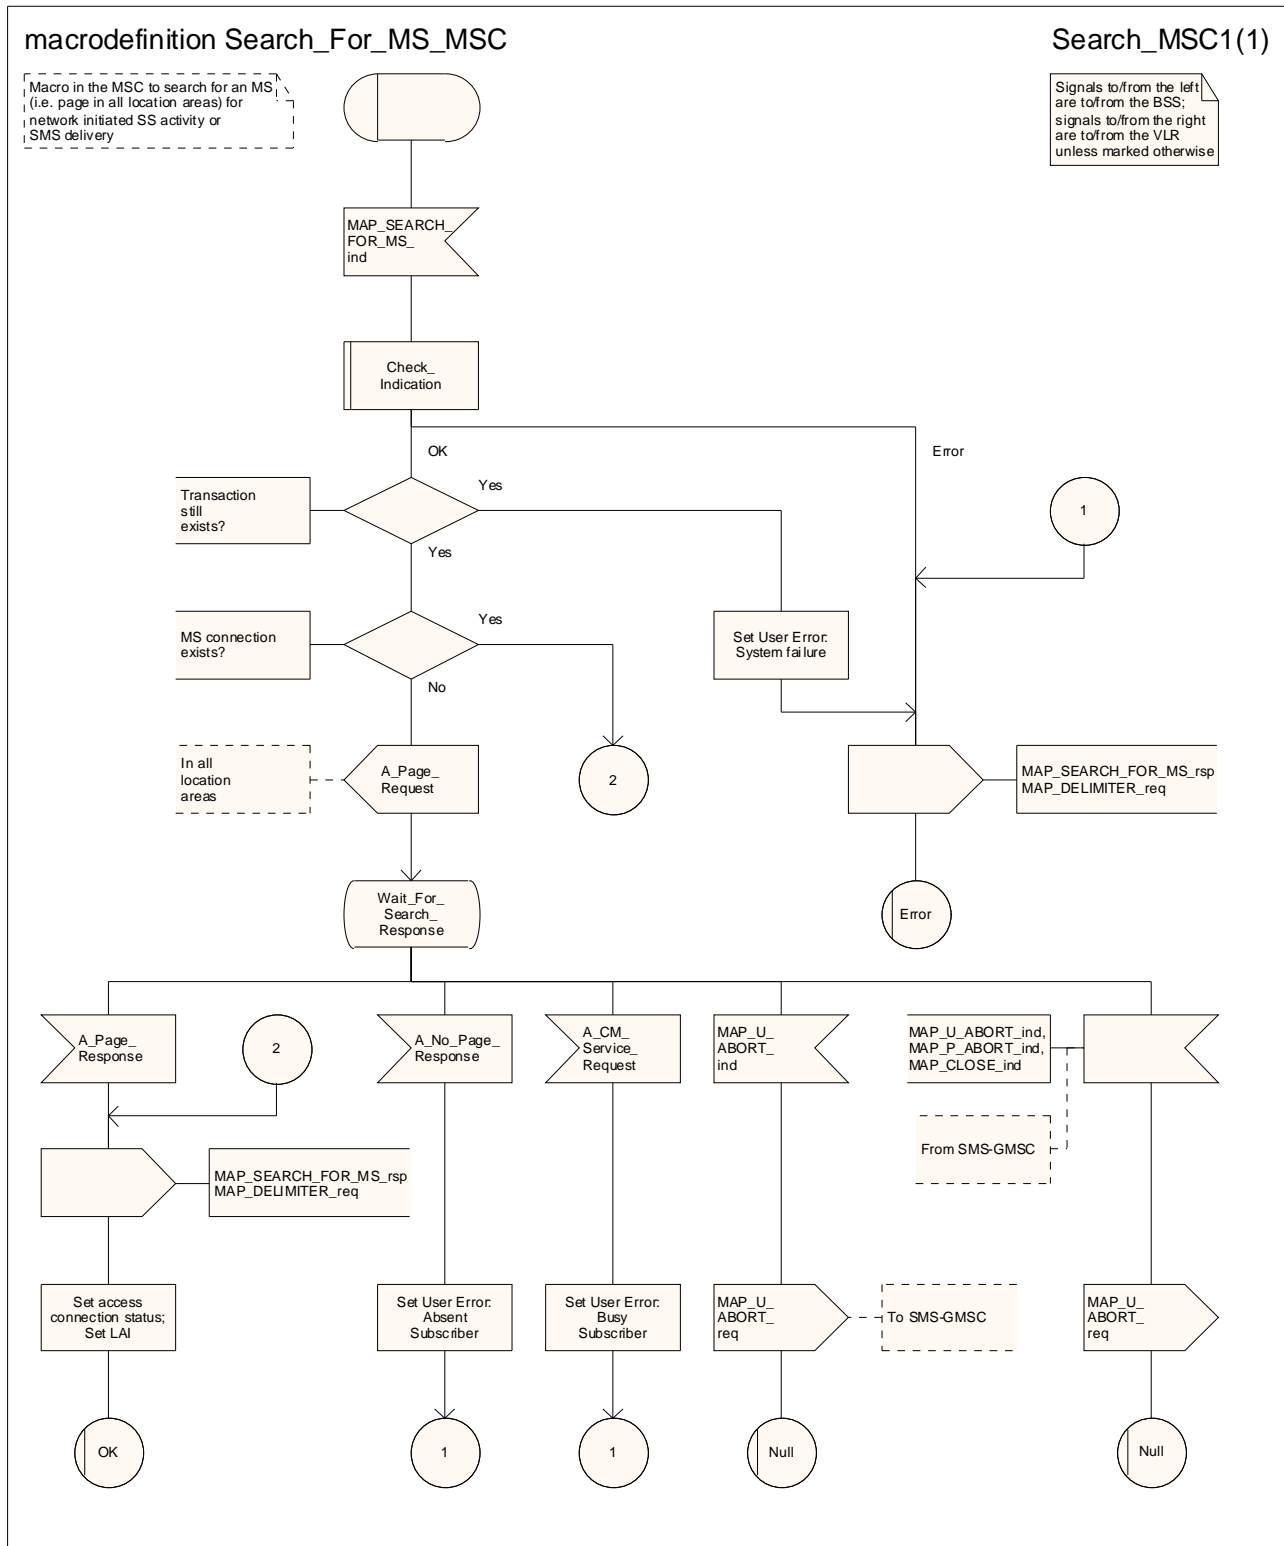 macrodefinition Search_For_MS_MSC
Search_MSC1(1)
Macro in the MSC to search for an MS
(i.e. page in all location areas) for
network initiated SS activity or
SMS delivery
Signals to/from the left
are to/from the BSS;
signals to/from the right
are to/from the VLR
unless marked otherwise
MAP_SEARCH_
FOR_MS_
ind
Check_
Indication
OK
Error
Transaction
still
exists?
Yes
Yes
1
MS connection
exists?
Yes
No
Set User Error:
System failure
In all
location
areas
A_Page_
Request
2
MAP_SEARCH_FOR_MS_rsp
MAP_DELIMITER_req
Wait_For_
Search_
Response
Error
A_Page_
Response
2
A_No_Page_
Response
A_CM_
Service_
Request
MAP_U_
ABORT_
ind
MAP_U_ABORT_ind,
MAP_P_ABORT_ind,
MAP_CLOSE_ind
From SMS-GMSC
MAP_SEARCH_FOR_MS_rsp
MAP_DELIMITER_req
Set access
connection status;
Set LAI
Set User Error:
Absent
Subscriber
Set User Error:
Busy
Subscriber
MAP_U_
ABORT_
req
To SMS-GMSC
MAP_U_
ABORT_
req
OK
1
1
Null
Null